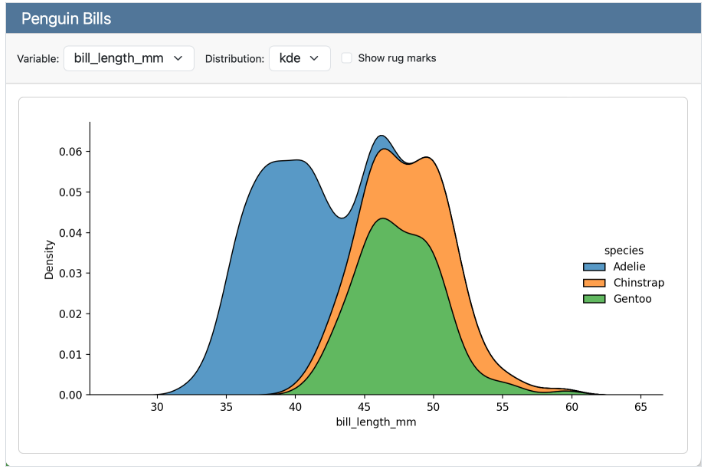 Penguin Bills
Variable: bill_length_mm Distribution: kde Show rug marks
0.06
0.05
0.04
0.03
0.02
0.01
0.00
Density
30 35 40 45 50 55 60 65
bill_length_mm
species
Adelie
Chinstrap
Gentoo